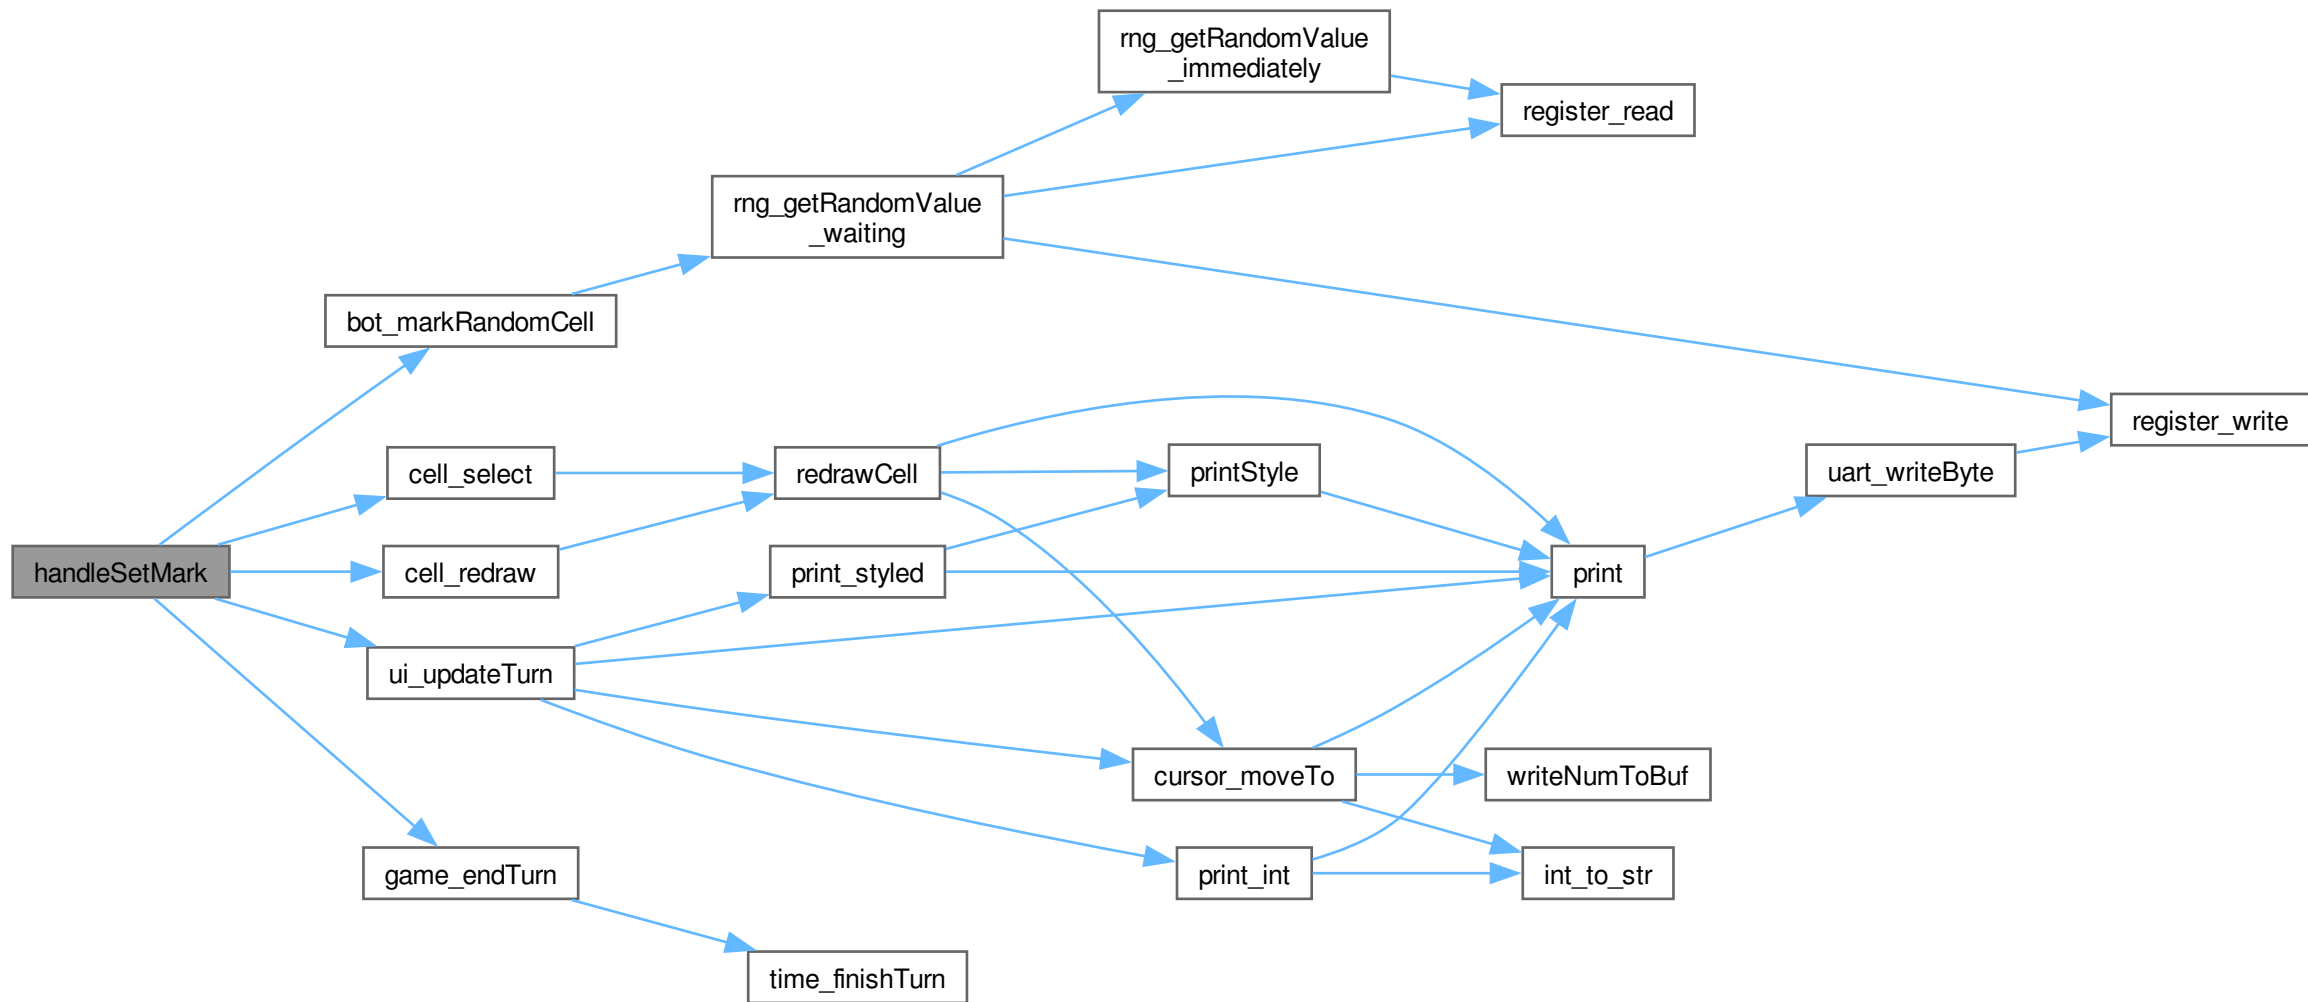 rng_getRandomValue
_immediately
register_read
rng_getRandomValue
_waiting
bot_markRandomCell
register_write
cell_select
redrawCell
printStyle
uart_writeByte
handleSetMark
cell_redraw
print_styled
print
ui_updateTurn
cursor_moveTo
writeNumToBuf
game_endTurn
print_int
int_to_str
time_finishTurn